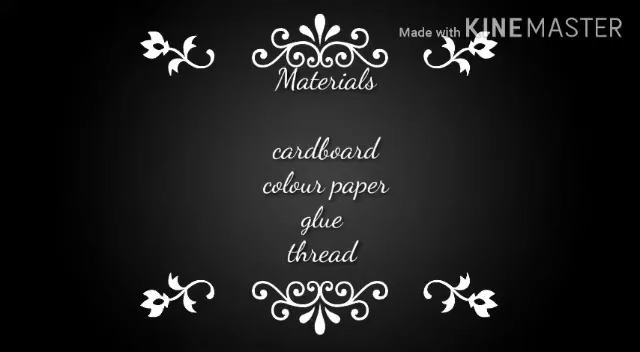 Made with KINEMASTER
Materials
cardboard
colour paper
glue
thread